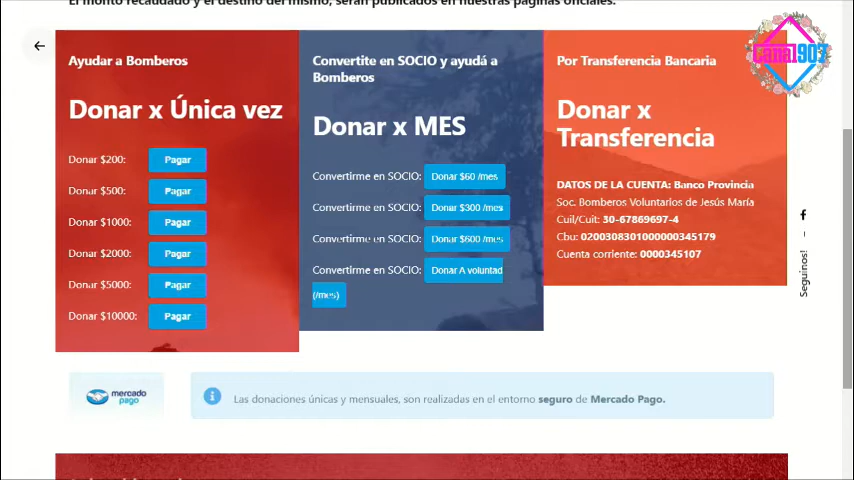 El monto recaudado y el destino del mismo, serán publicados en nuestras páginas oficiales.
Ayudar a Bomberos
Donar x Única vez
Donar $200: Pagar
Donar $500: Pagar
Donar $1000: Pagar
Donar $2000: Pagar
Donar $5000: Pagar
Donar $10000: Pagar
Convertite en SOCIO y ayudá a
Bomberos
Donar x MES
Convertirme en SOCIO: Donar $60 /mes
Convertirme en SOCIO: Donar $300 /mes
Convertirme en SOCIO: Donar $600 /mes
Convertirme en SOCIO: Donar A voluntad
(/mes)
Por Transferencia Bancaria
Donar x
Transferencia
DATOS DE LA CUENTA: Banco Provincia
Soc. Bomberos Voluntarios de Jesús María
Cuil/Cuit: 30-67869697-4
Cbu: 0200308301000000345179
Cuenta corriente: 0000345107
Canal 907
Seguinos!
mercado
pago
Las donaciones únicas y mensuales, son realizadas en el entorno seguro de Mercado Pago.